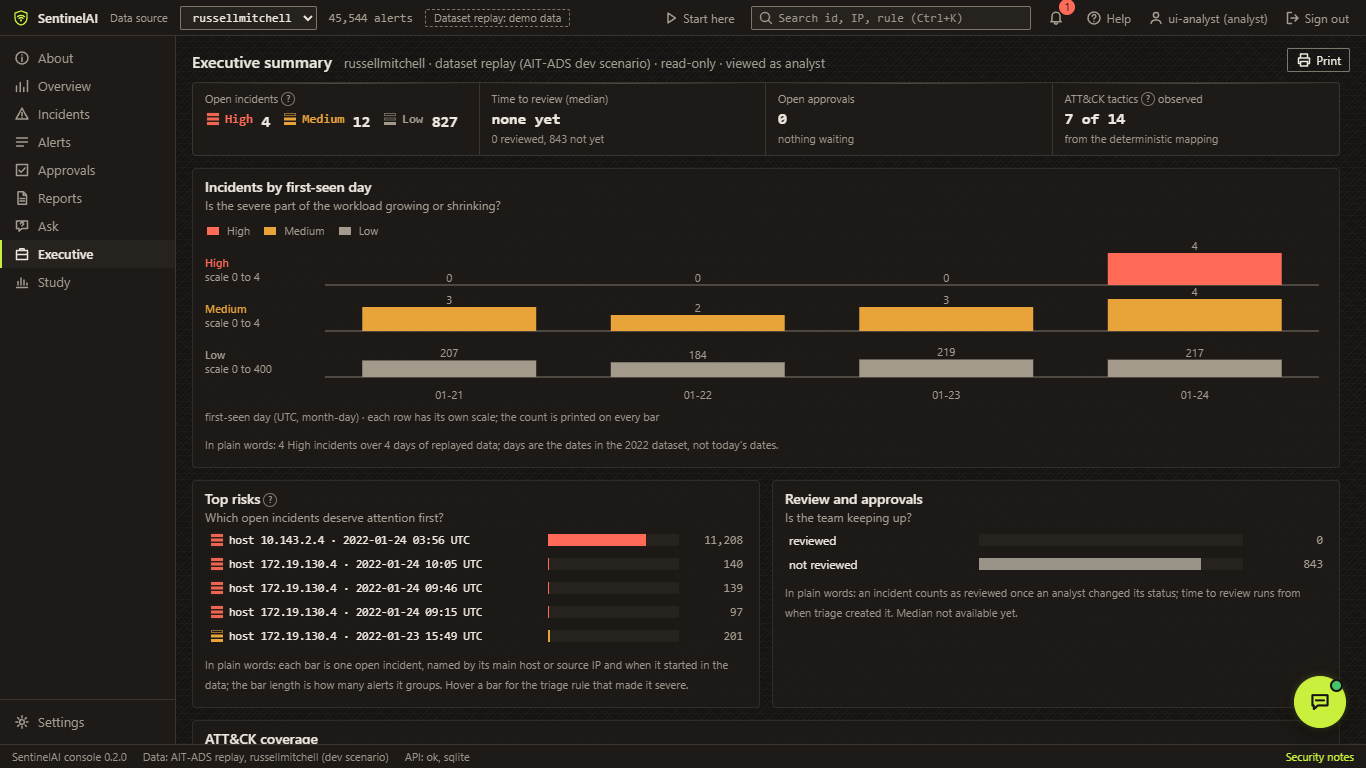 SentinelAI
Data source
russellmitchell
45,544 alerts
Dataset replay: demo data
Start here
Search id, IP, rule (Ctrl+K)
1
Help
ui-analyst (analyst)
Sign out
About
Overview
Incidents
Alerts
Approvals
Reports
Ask
Executive
Study
Settings
Executive summary
russellmitchell · dataset replay (AIT-ADS dev scenario) · read-only · viewed as analyst
Print
Open incidents ?
High 4 Medium 12 Low 827
Time to review (median)
none yet
0 reviewed, 843 not yet
Open approvals
0
nothing waiting
ATT&CK tactics ? observed
7 of 14
from the deterministic mapping
Incidents by first-seen day
Is the severe part of the workload growing or shrinking?
High Medium Low
High
scale 0 to 4
0 0 0 4
Medium
scale 0 to 4
3 2 3 4
Low
scale 0 to 400
207 184 219 217
01-21 01-22 01-23 01-24
first-seen day (UTC, month-day) · each row has its own scale; the count is printed on every bar
In plain words: 4 High incidents over 4 days of replayed data; days are the dates in the 2022 dataset, not today's dates.
Top risks ?
Which open incidents deserve attention first?
host 10.143.2.4 · 2022-01-24 03:56 UTC 11,208
host 172.19.130.4 · 2022-01-24 10:05 UTC 140
host 172.19.130.4 · 2022-01-24 09:46 UTC 139
host 172.19.130.4 · 2022-01-24 09:15 UTC 97
host 172.19.130.4 · 2022-01-23 15:49 UTC 201
In plain words: each bar is one open incident, named by its main host or source IP and when it started in the
data; the bar length is how many alerts it groups. Hover a bar for the triage rule that made it severe.
Review and approvals
Is the team keeping up?
reviewed 0
not reviewed 843
In plain words: an incident counts as reviewed once an analyst changed its status; time to review runs from
when triage created it. Median not available yet.
ATT&CK coverage
SentinelAI console 0.2.0
Data: AIT-ADS replay, russellmitchell (dev scenario)
API: ok, sqlite
Security notes